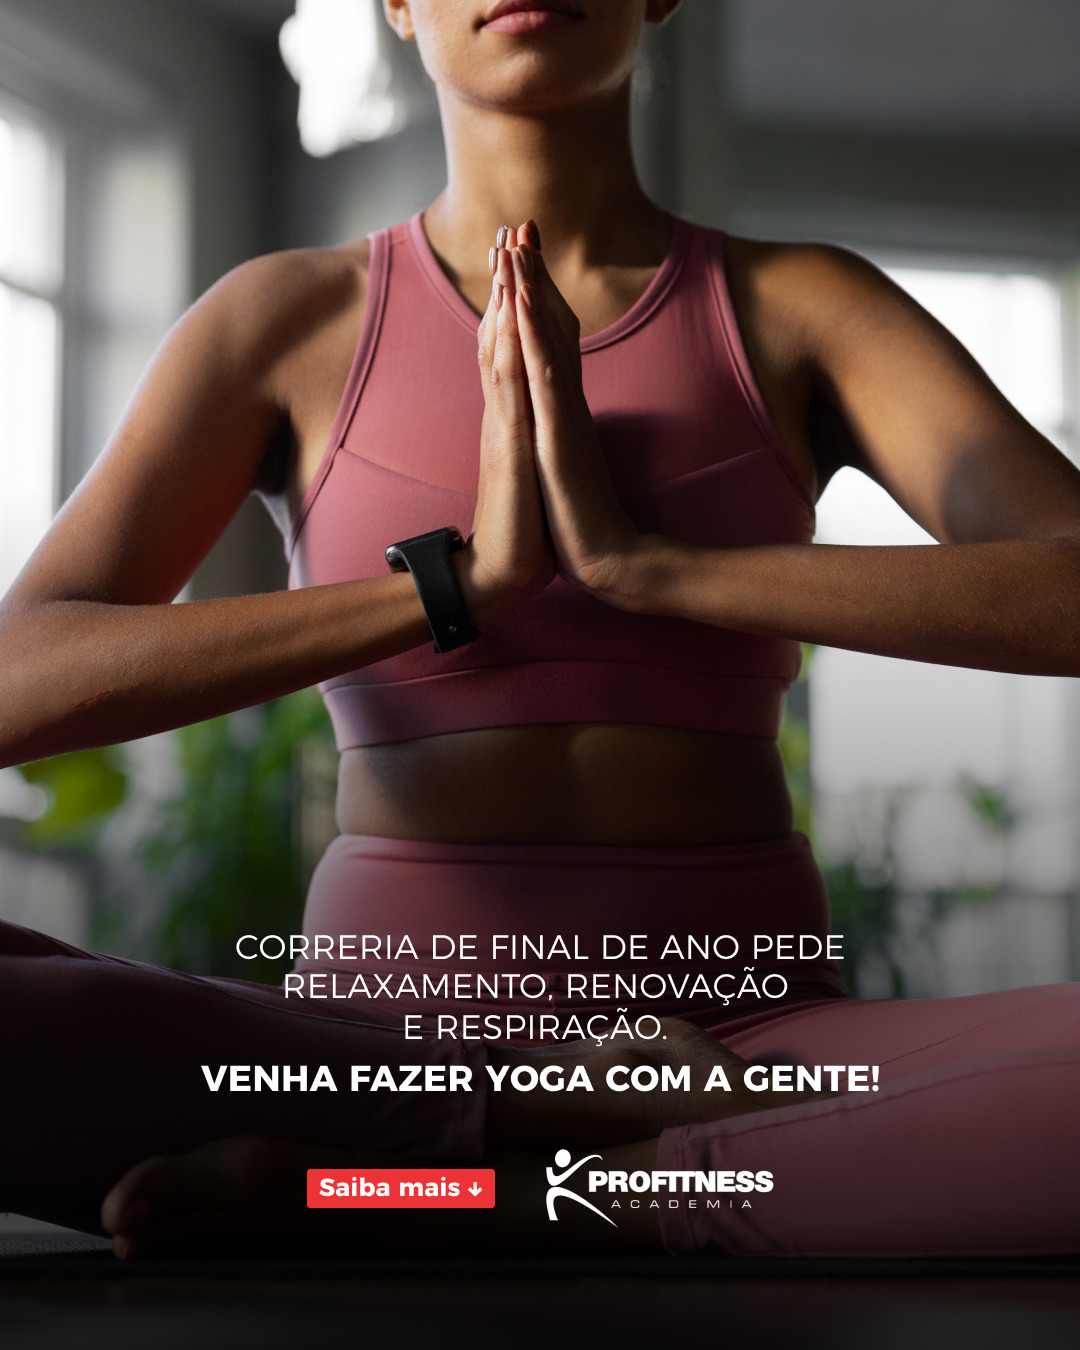 CORRERIA DE FINAL DE ANO PEDE
RELAXAMENTO, RENOVAÇÃO
E RESPIRAÇÃO.
VENHA FAZER YOGA COM A GENTE!
Saiba mais ↓
PROFITNESS
ACADEMIA